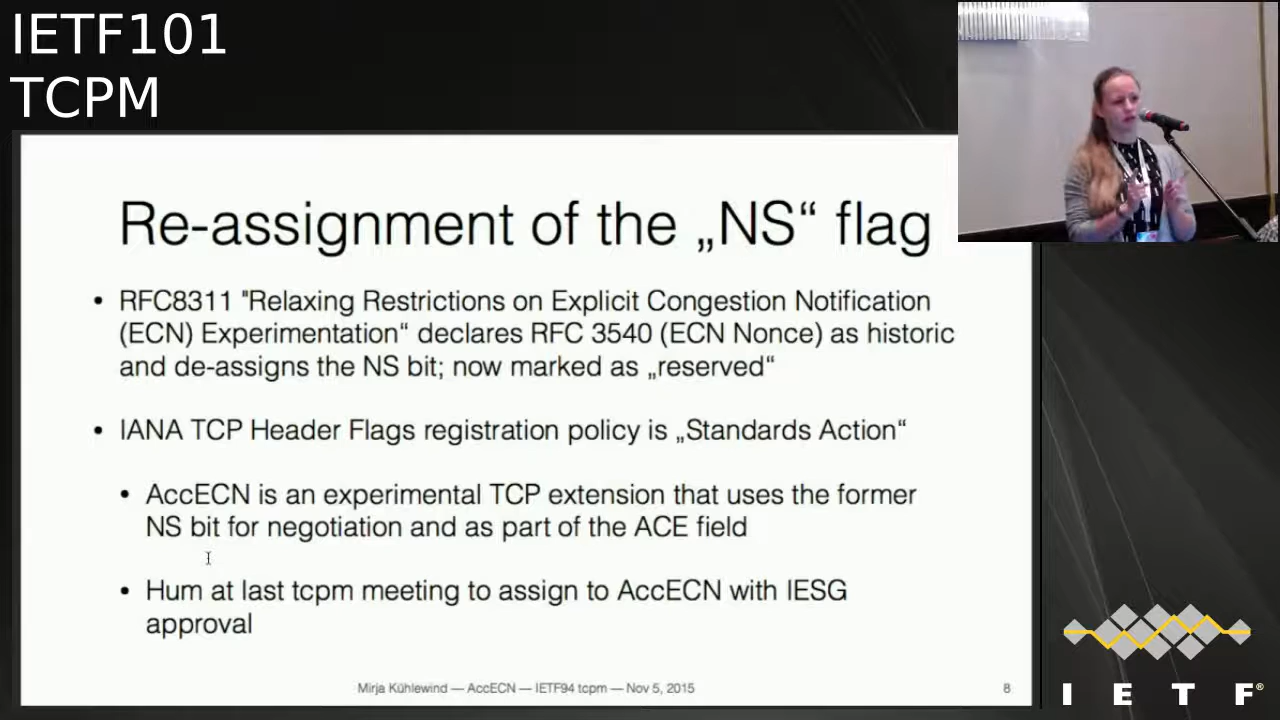 IETF101
TCPM
Re-assignment of the „NS“ flag
• RFC8311 "Relaxing Restrictions on Explicit Congestion Notification
(ECN) Experimentation“ declares RFC 3540 (ECN Nonce) as historic
and de-assigns the NS bit; now marked as „reserved“
• IANA TCP Header Flags registration policy is „Standards Action“
• AccECN is an experimental TCP extension that uses the former
NS bit for negotiation and as part of the ACE field
• Hum at last tcpm meeting to assign to AccECN with IESG
approval
Mirja Kühlewind — AccECN — IETF94 tcpm — Nov 5, 2015
8
I E T F®